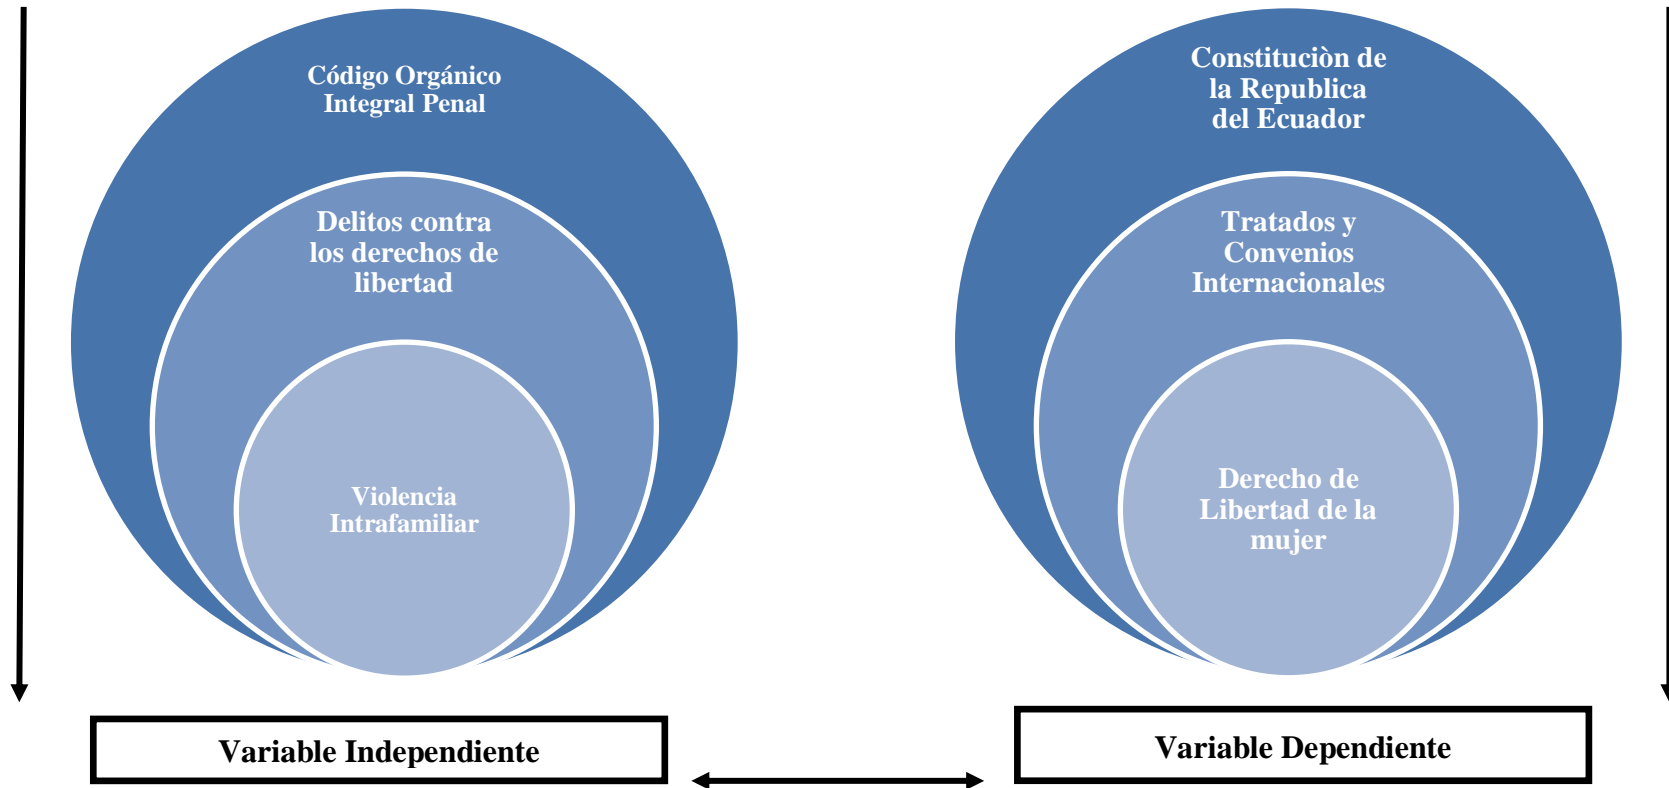 Código Orgánico
Integral Penal
Delitos contra
los derechos de
libertad
Violencia
Intrafamiliar
Variable Independiente
Constituciòn de
la Republica
del Ecuador
Tratados y
Convenios
Internacionales
Derecho de
Libertad de la
mujer
Variable Dependiente